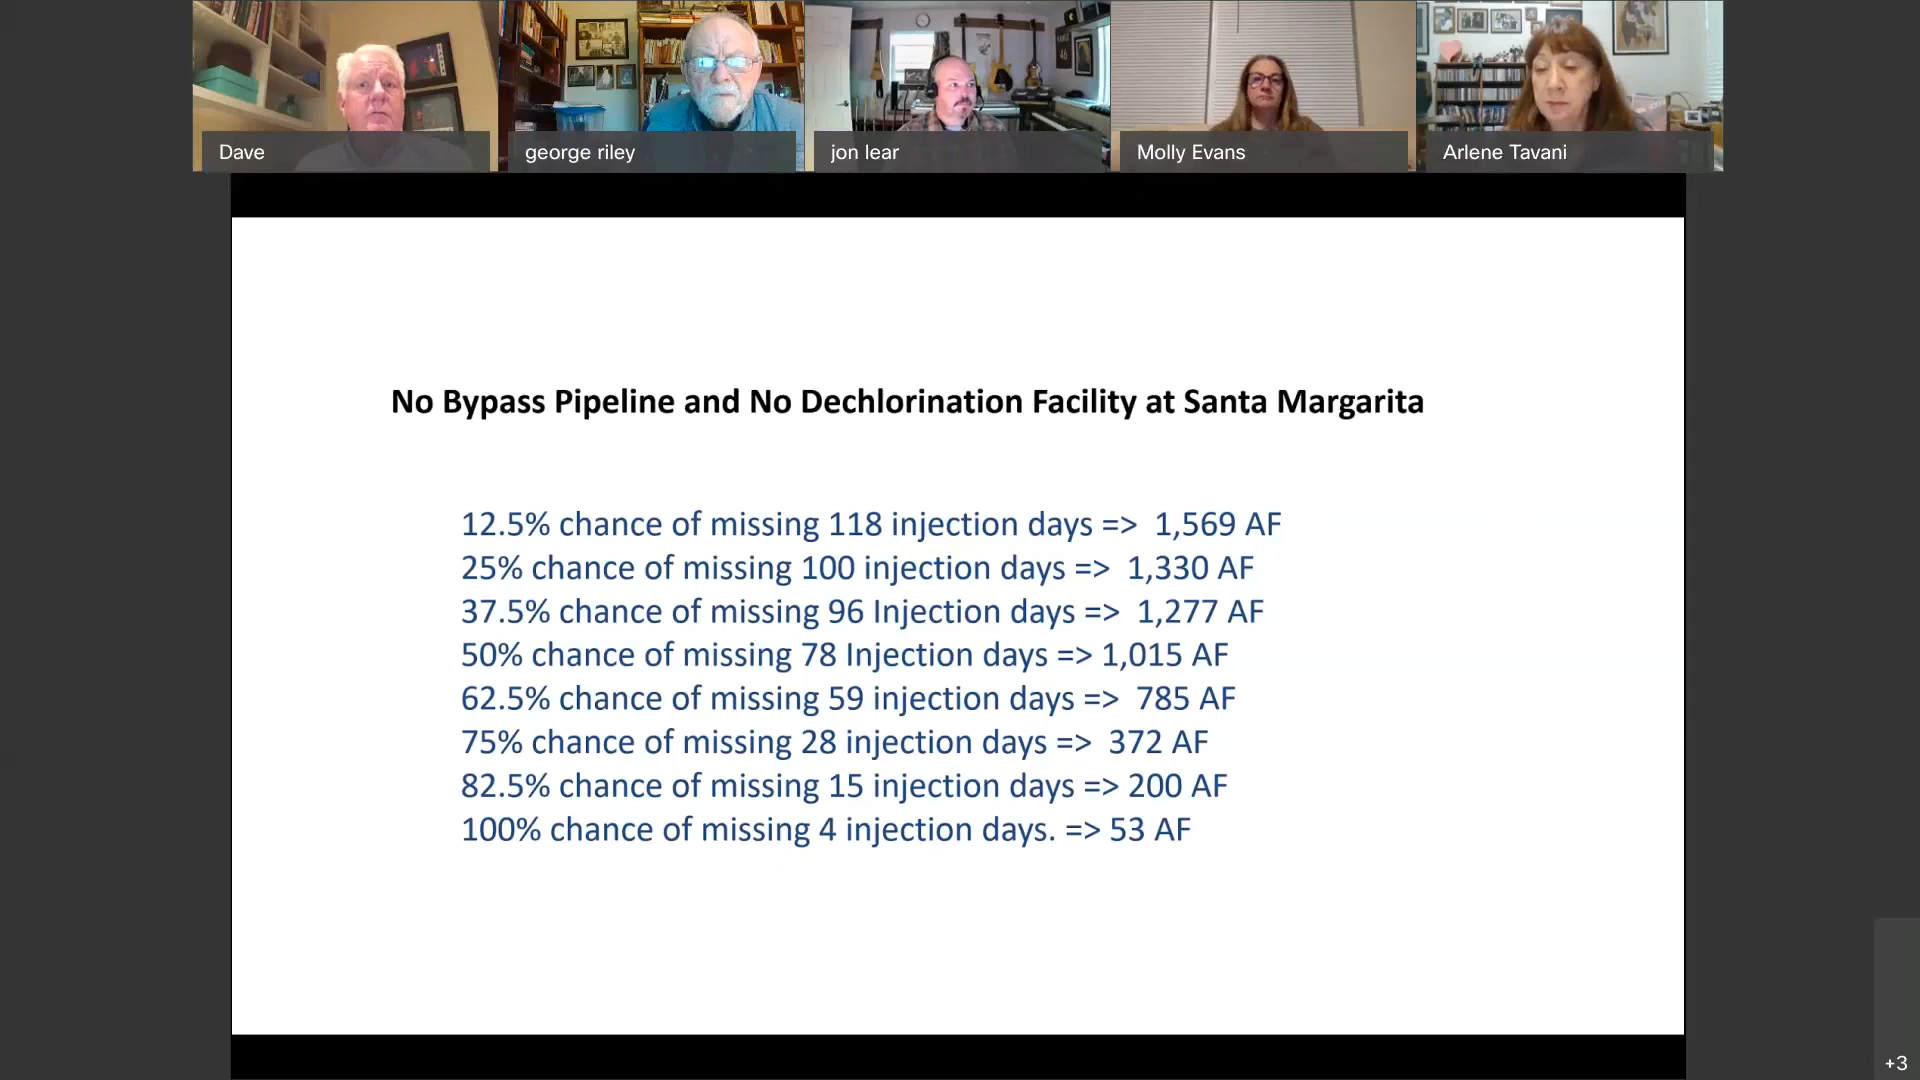 Dave
george riley
jon lear
Molly Evans
Arlene Tavani
No Bypass Pipeline and No Dechlorination Facility at Santa Margarita
12.5% chance of missing 118 injection days => 1,569 AF
25% chance of missing 100 injection days => 1,330 AF
37.5% chance of missing 96 Injection days => 1,277 AF
50% chance of missing 78 Injection days => 1,015 AF
62.5% chance of missing 59 injection days => 785 AF
75% chance of missing 28 injection days => 372 AF
82.5% chance of missing 15 injection days => 200 AF
100% chance of missing 4 injection days. => 53 AF
+3